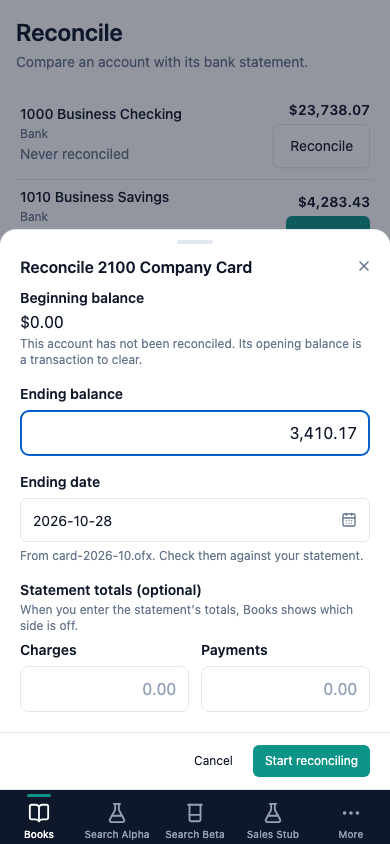 Reconcile
Compare an account with its bank statement.
1000 Business Checking
$23,738.07
Bank
Never reconciled
Reconcile
1010 Business Savings
$4,283.43
Bank
Reconcile 2100 Company Card
Beginning balance
$0.00
This account has not been reconciled. Its opening balance is
a transaction to clear.
Ending balance
3,410.17
Ending date
2026-10-28
From card-2026-10.ofx. Check them against your statement.
Statement totals (optional)
When you enter the statement's totals, Books shows which
side is off.
Charges
Payments
0.00
0.00
Cancel
Start reconciling
Books
Search Alpha
Search Beta
Sales Stub
More